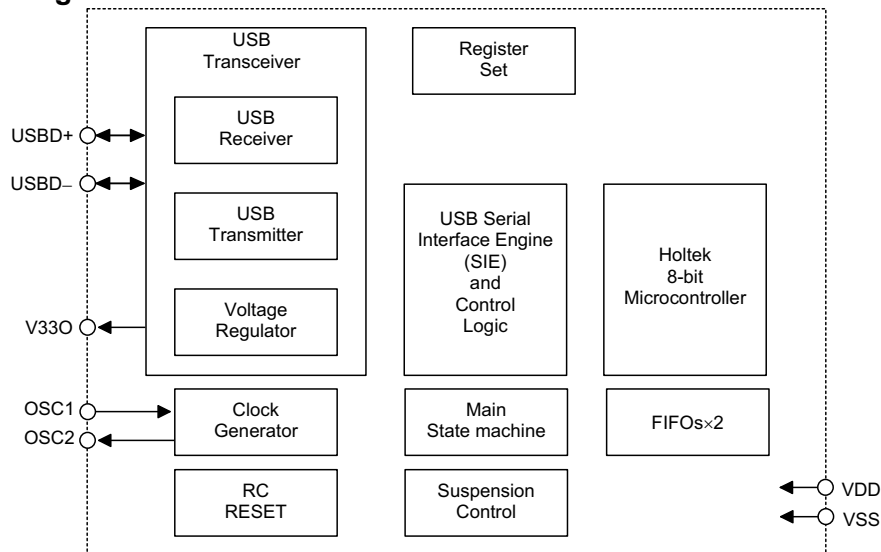 USB
Transceiver
Register
Set
USB
Receiver
USBD+
USBD–
USB
Transmitter
USB Serial
Interface Engine
(SIE)
and
Control
Logic
Holtek
8-bit
Microcontroller
Voltage
Regulator
V33O
OSC1
OSC2
Clock
Generator
Main
State machine
FIFOs×2
RC
RESET
Suspension
Control
VDD
VSS